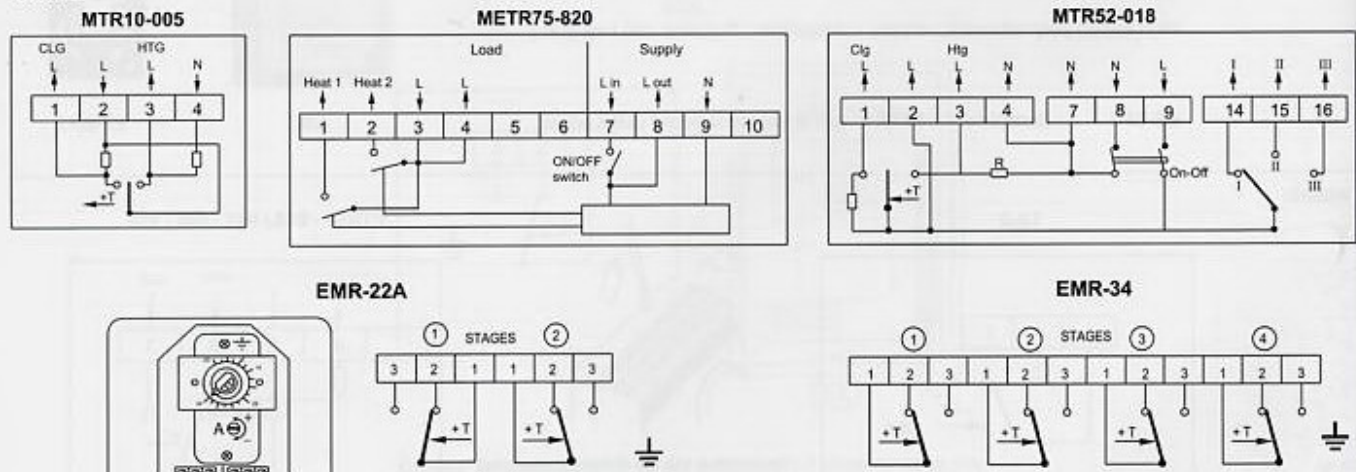 MTR10-005
CLG HTG
L L L N
1 2 3 4
+T
METR75-820
Load Supply
Heat 1 Heat 2 L L L in L out N
1 2 3 4 5 6 7 8 9 10
ON/OFF
switch
MTR52-018
Clg Htg
L L L N N N L I II III
1 2 3 4 7 8 9 14 15 16
R
+T
On-Off
I
II
III
EMR-22A
A
+
-
1 STAGES 2
3 2 1 1 2 3
+T +T
EMR-34
1 2 STAGES 3 4
1 2 3 1 2 3 1 2 3 1 2 3
+T +T +T +T